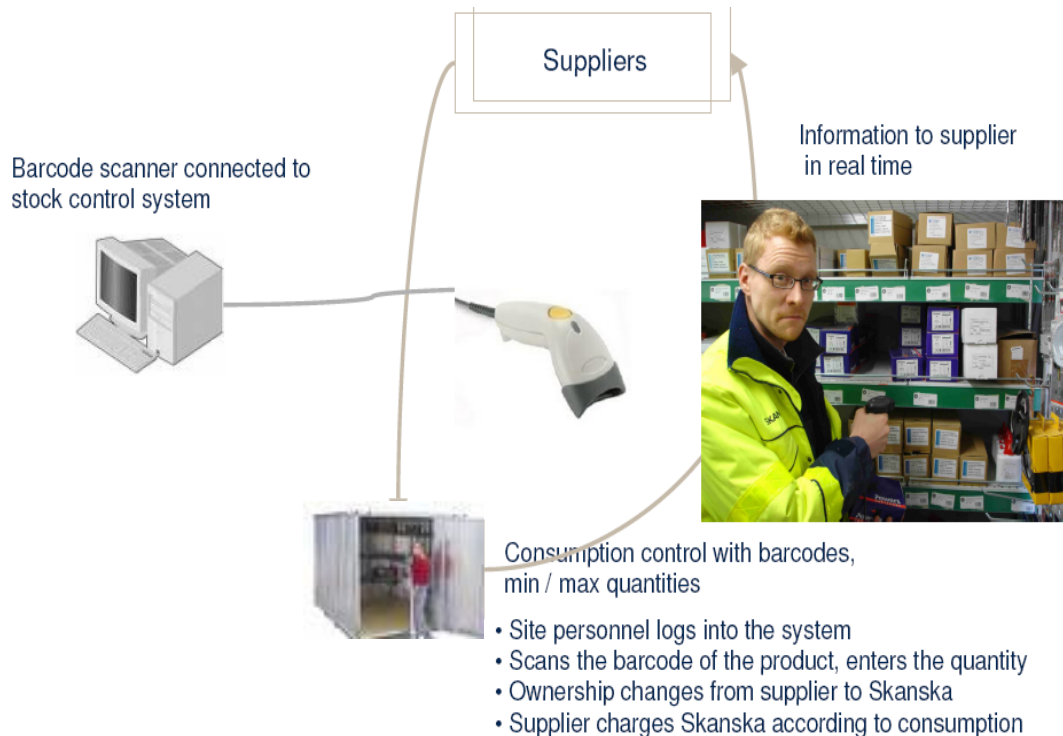 Suppliers
Information to supplier
in real time
Barcode scanner connected to
stock control system
SKAN
Consumption control with barcodes,
min / max quantities
• Site personnel logs into the system
• Scans the barcode of the product, enters the quantity
• Ownership changes from supplier to Skanska
• Supplier charges Skanska according to consumption